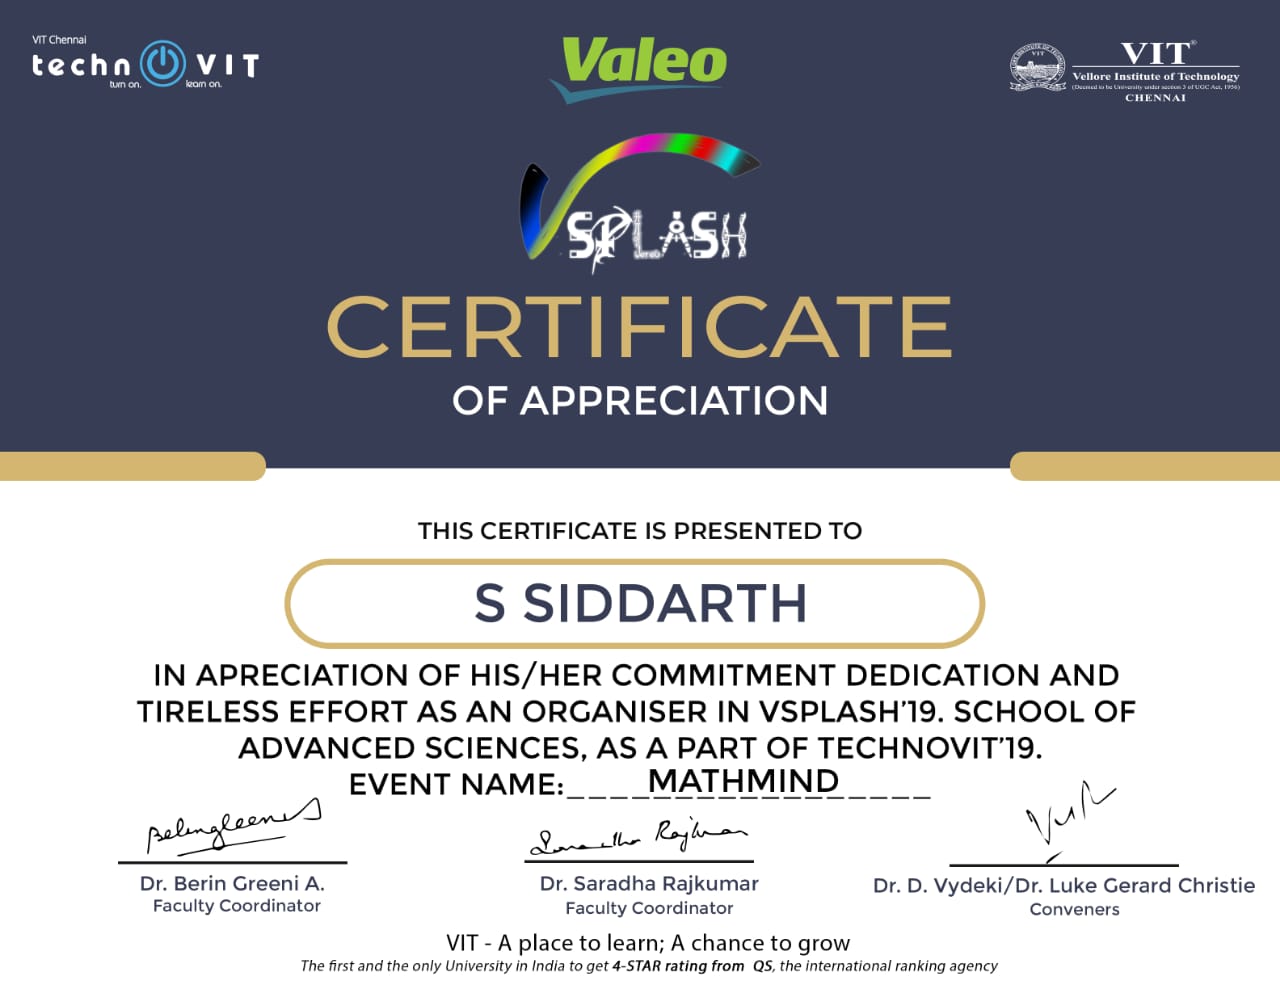 VIT Chennai
techn VIT
turn on. learn on.
Valeo
VIT®
Vellore Institute of Technology
(Deemed to be University under section 3 of UGC Act, 1956)
CHENNAI
VSPLASH
CERTIFICATE
OF APPRECIATION
THIS CERTIFICATE IS PRESENTED TO
S SIDDARTH
IN APRECIATION OF HIS/HER COMMITMENT DEDICATION AND
TIRELESS EFFORT AS AN ORGANISER IN VSPLASH'19. SCHOOL OF
ADVANCED SCIENCES, AS A PART OF TECHNOVIT'19.
EVENT NAME: MATHMIND
Saradha Rajkumar
Dr. Berin Greeni A.
Faculty Coordinator
Dr. Saradha Rajkumar
Faculty Coordinator
Dr. D. Vydeki/Dr. Luke Gerard Christie
Conveners
VIT - A place to learn; A chance to grow
The first and the only University in India to get 4-STAR rating from QS, the international ranking agency